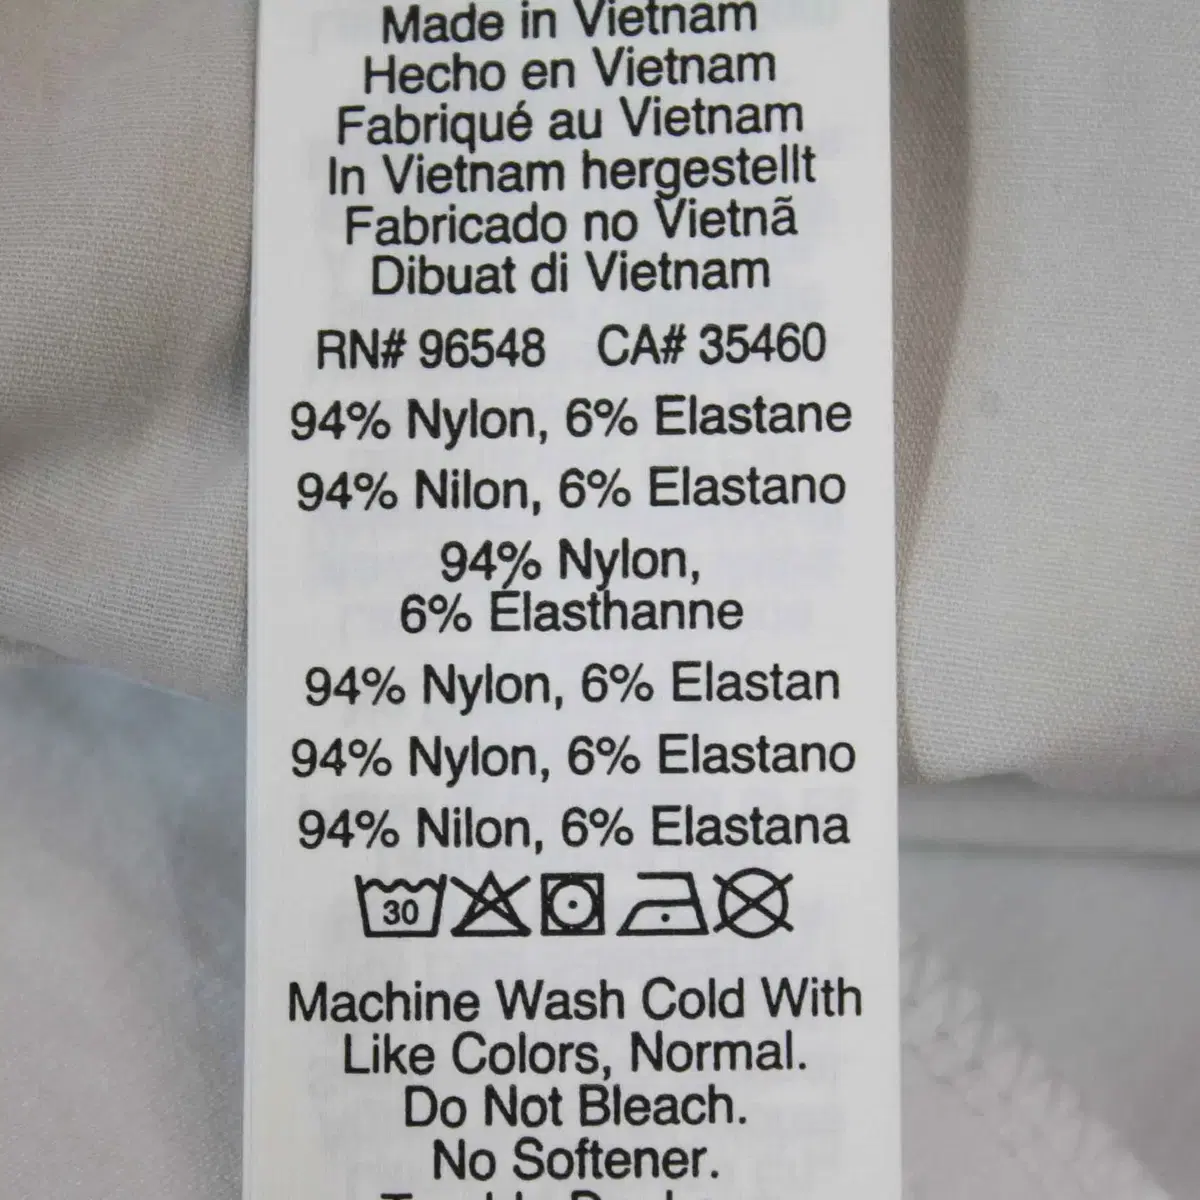 Made in Vietnam
Hecho en Vietnam
Fabriqué au Vietnam
In Vietnam hergestellt
Fabricado no Vietnã
Dibuat di Vietnam
RN# 96548 CA# 35460
94% Nylon, 6% Elastane
94% Nilon, 6% Elastano
94% Nylon,
6% Élasthanne
94% Nylon, 6% Elastan
94% Nylon, 6% Elastano
94% Nilon, 6% Elastana
30
Machine Wash Cold With
Like Colors, Normal.
Do Not Bleach.
No Softener.